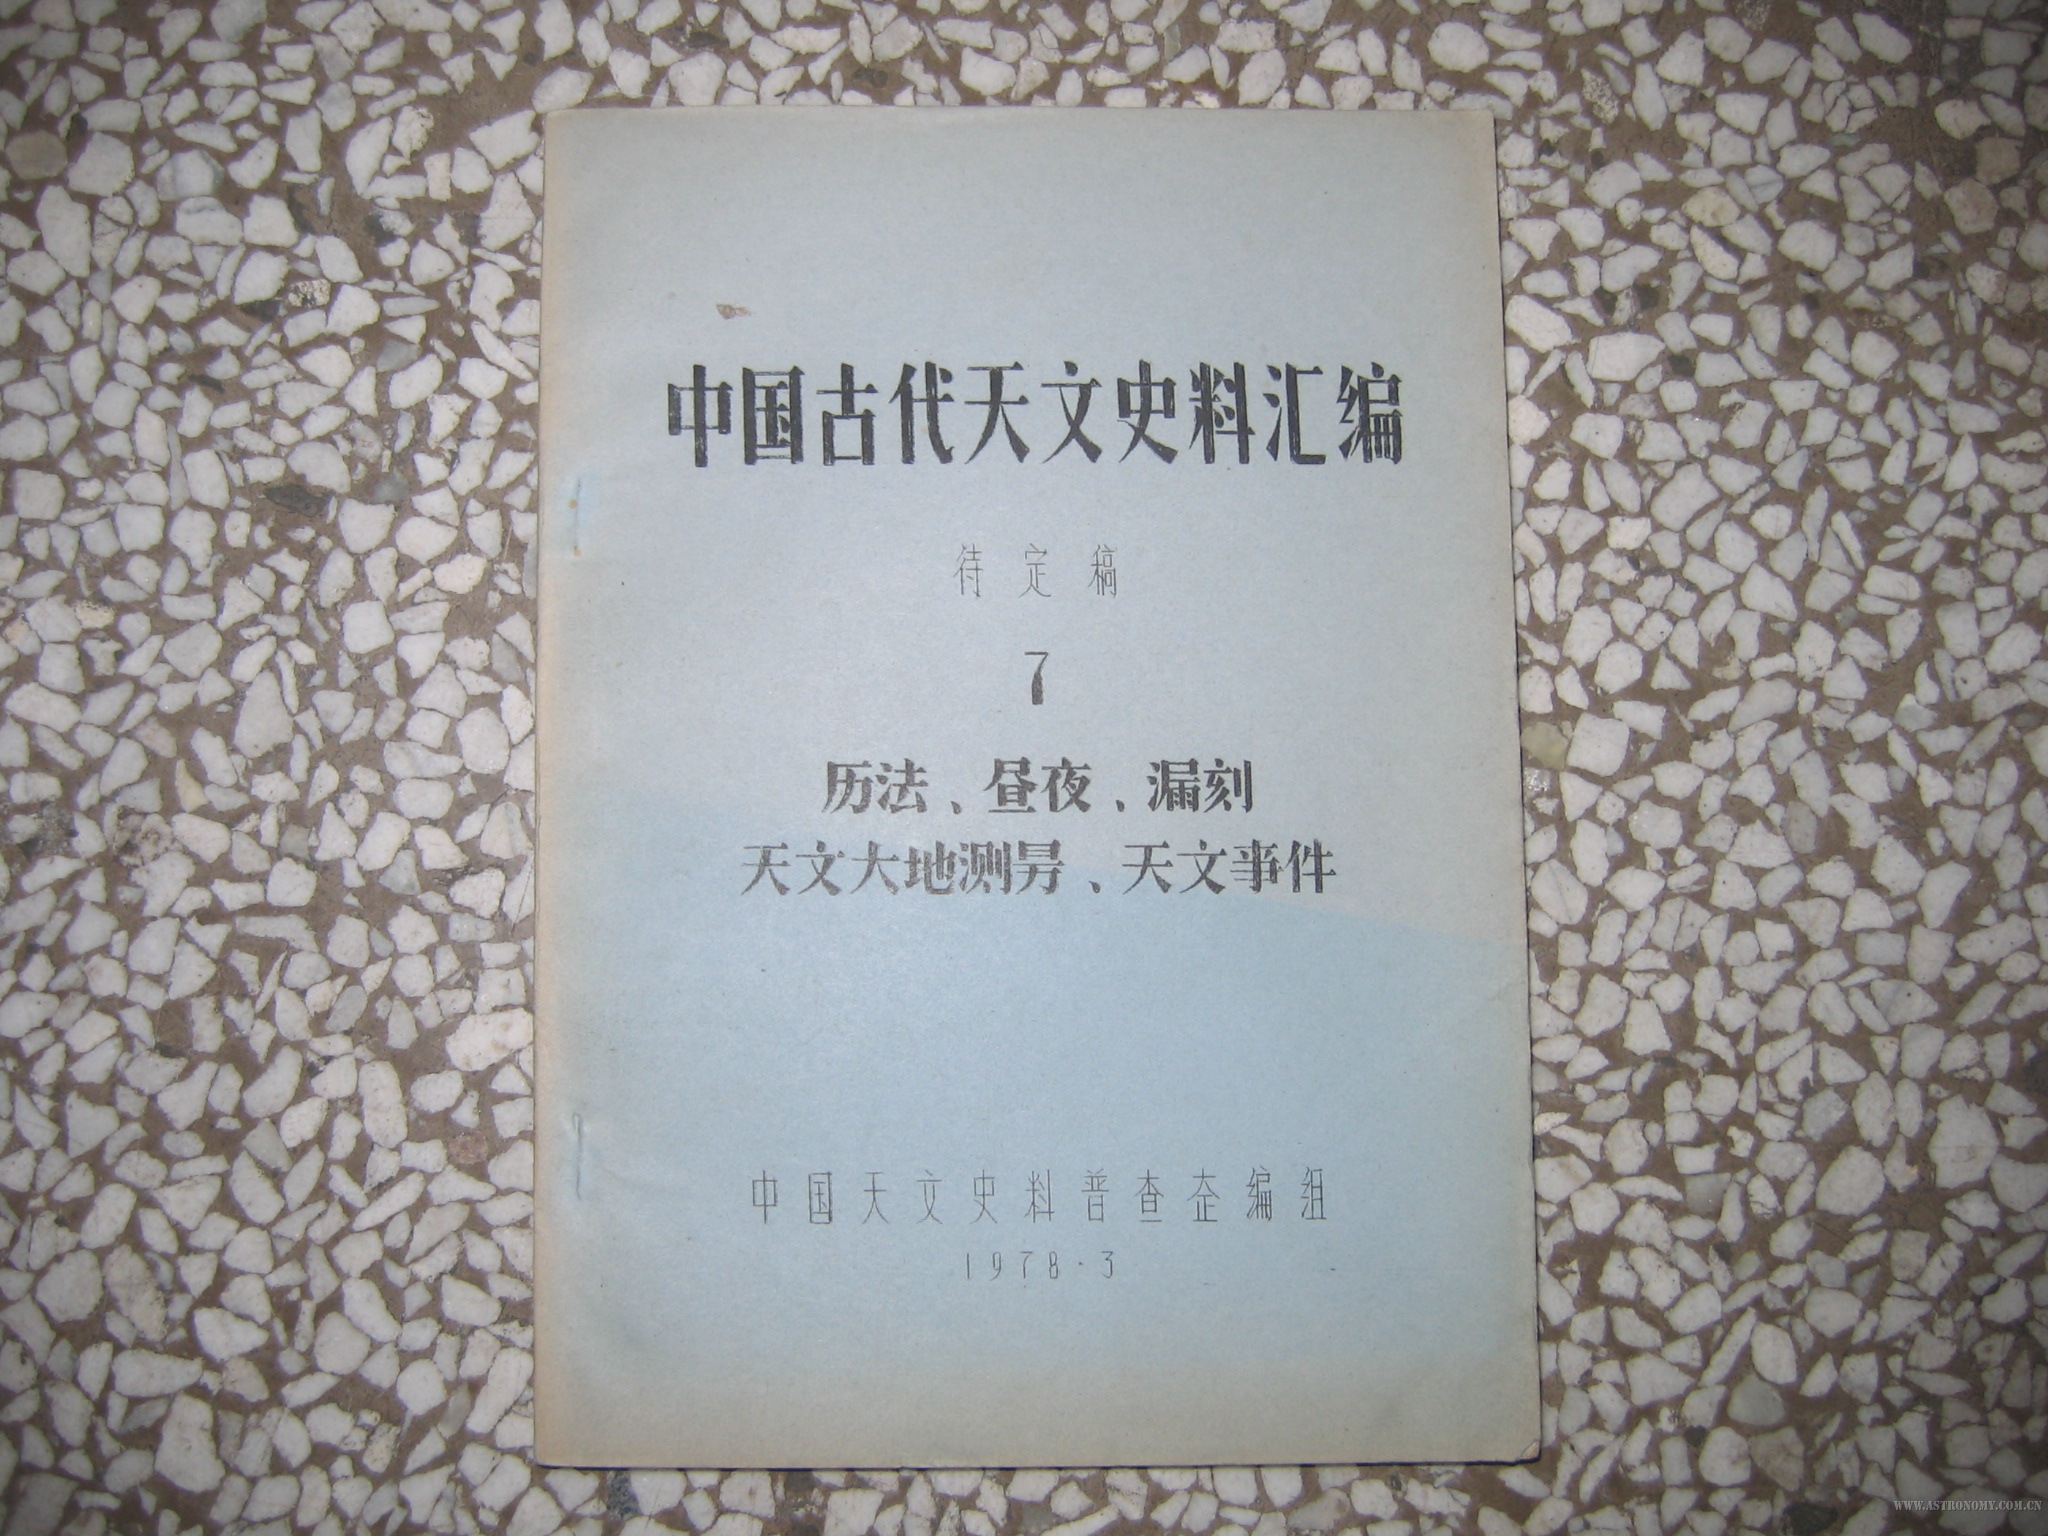 中国古代天文史料汇编
待定稿
7
历法、昼夜、漏刻
天文大地测、天文事件
中国天文史料普查编组
1978·3
WWW.ASTRONOMY.COM.CN